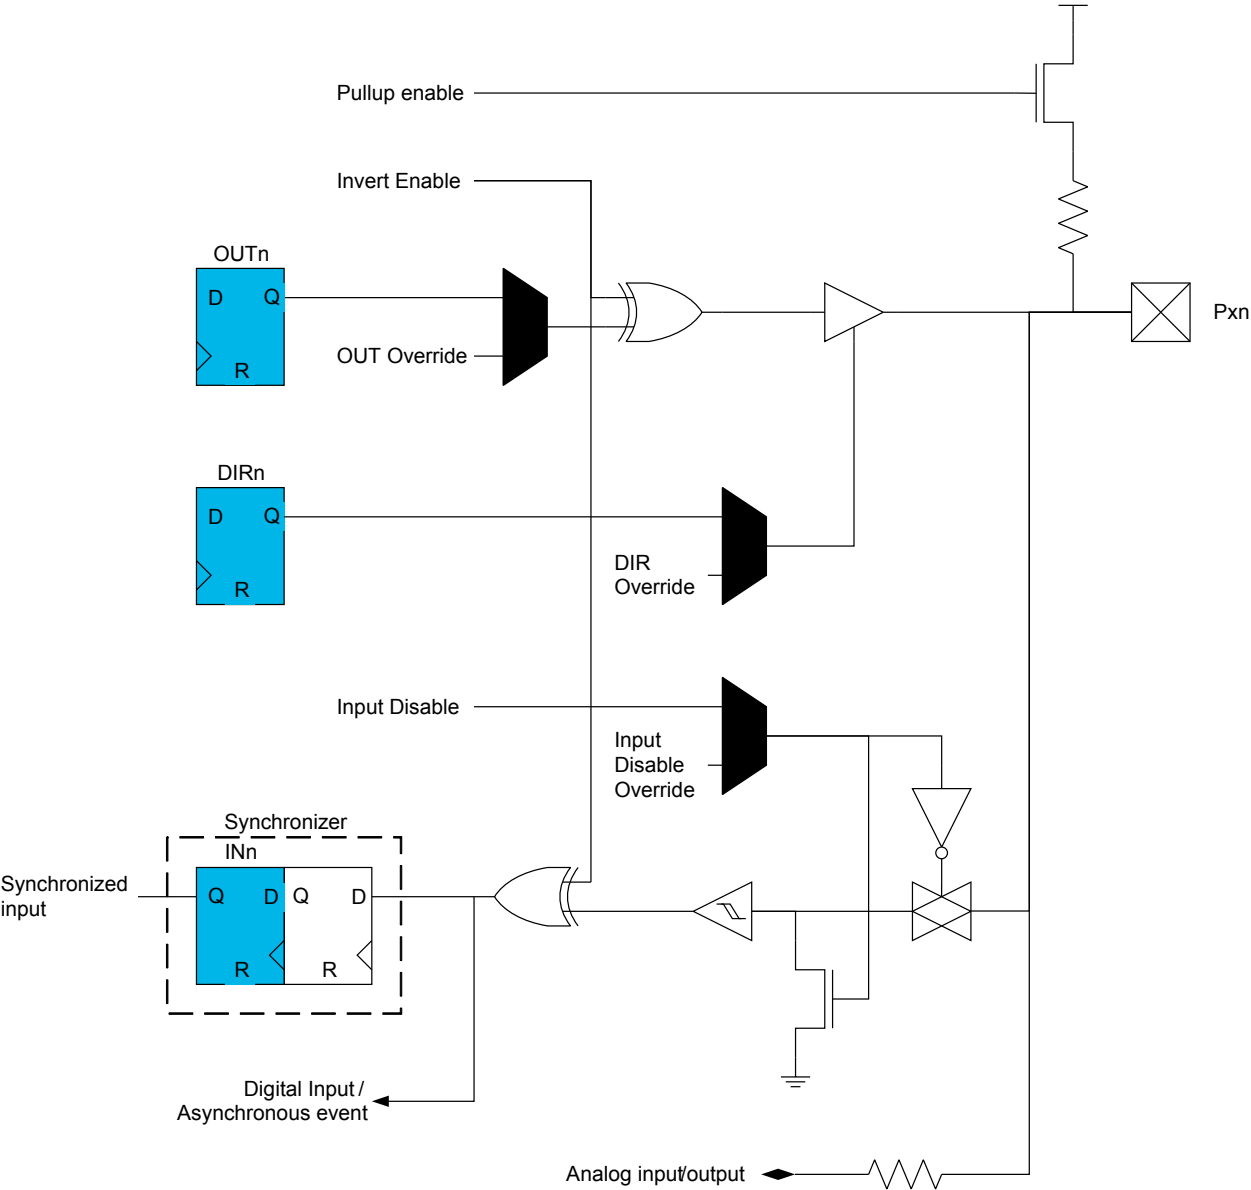 Pullup enable
Invert Enable
OUTn
D Q
R
OUT Override
Pxn
DIRn
D Q
R
DIR
Override
Input Disable
Input
Disable
Override
Synchronizer
INn
Synchronized
input
Q D Q D
R R
Digital Input /
Asynchronous event
Analog input/output